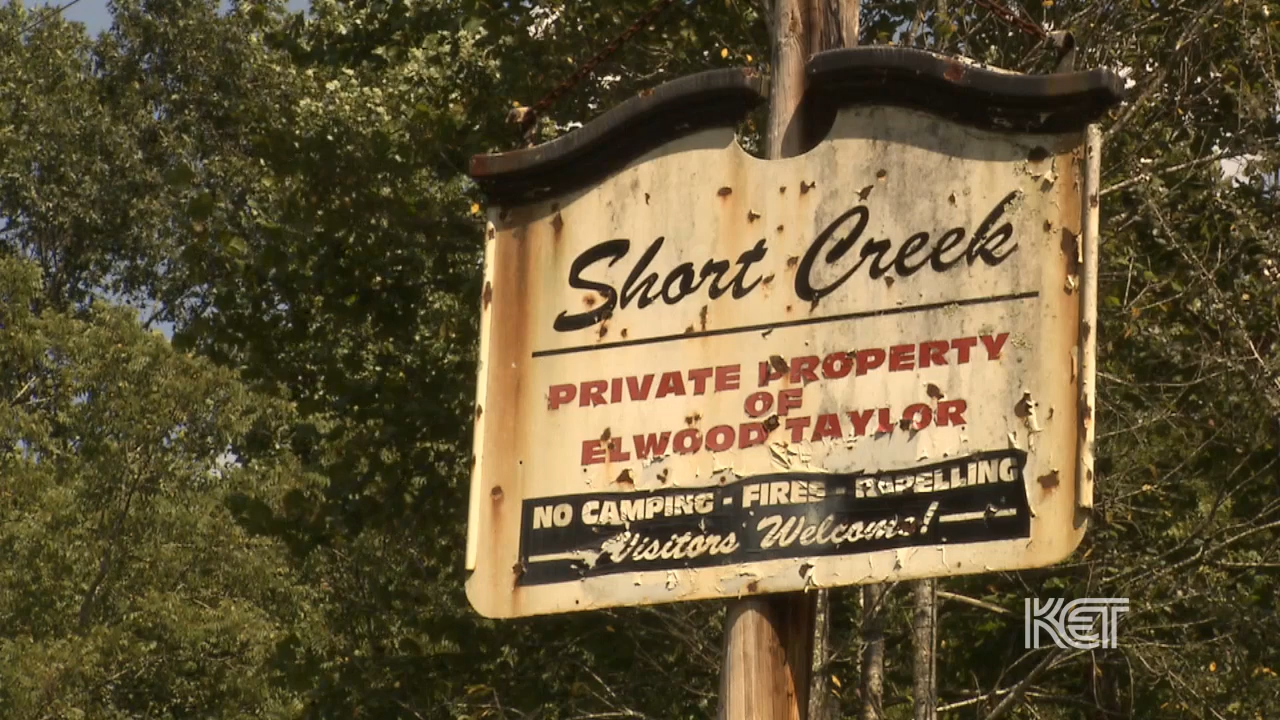 Short Creek
PRIVATE PROPERTY
OF
ELWOOD TAYLOR
NO CAMPING - FIRES - RAPELLING
Visitors Welcome!
KET